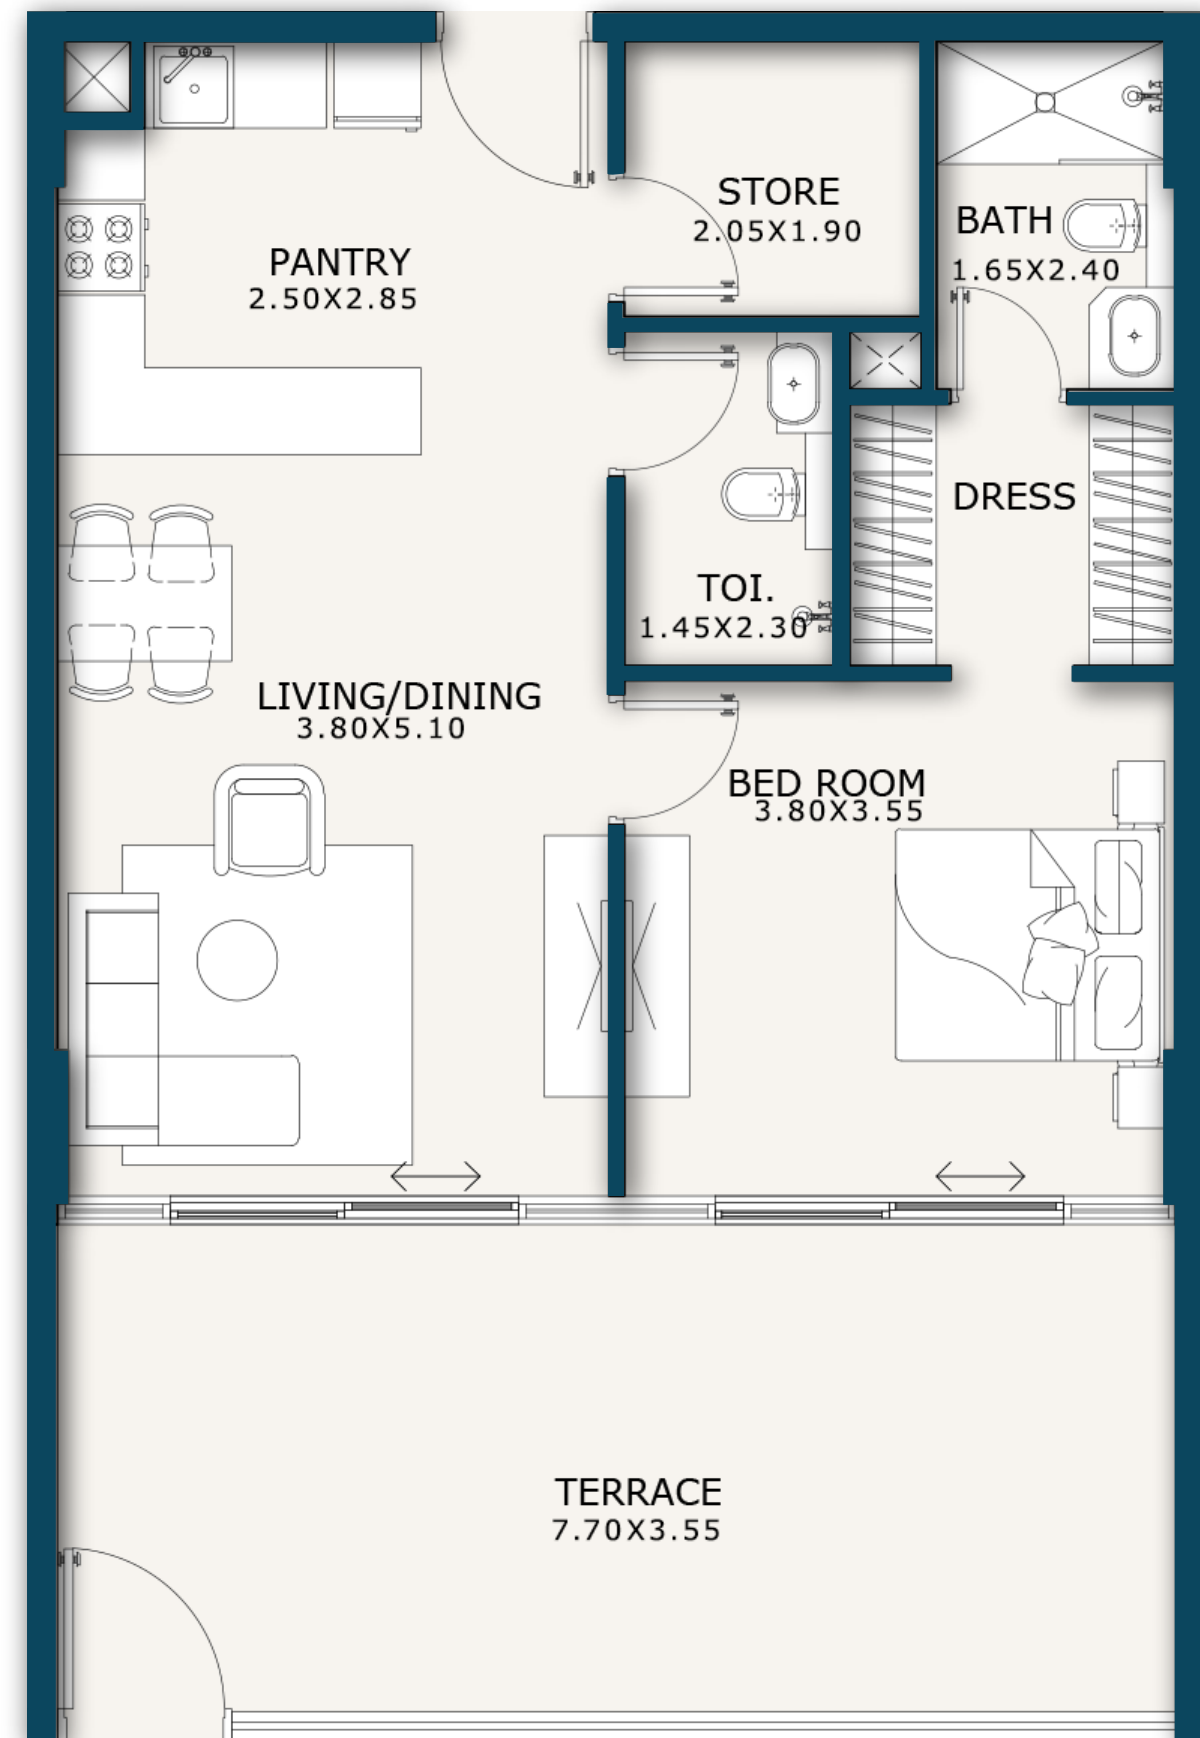 STORE
2.05X1.90
BATH
1.65X2.40
PANTRY
2.50X2.85
DRESS
TOI.
1.45X2.30
LIVING/DINING
3.80X5.10
BED ROOM
3.80X3.55
TERRACE
7.70X3.55